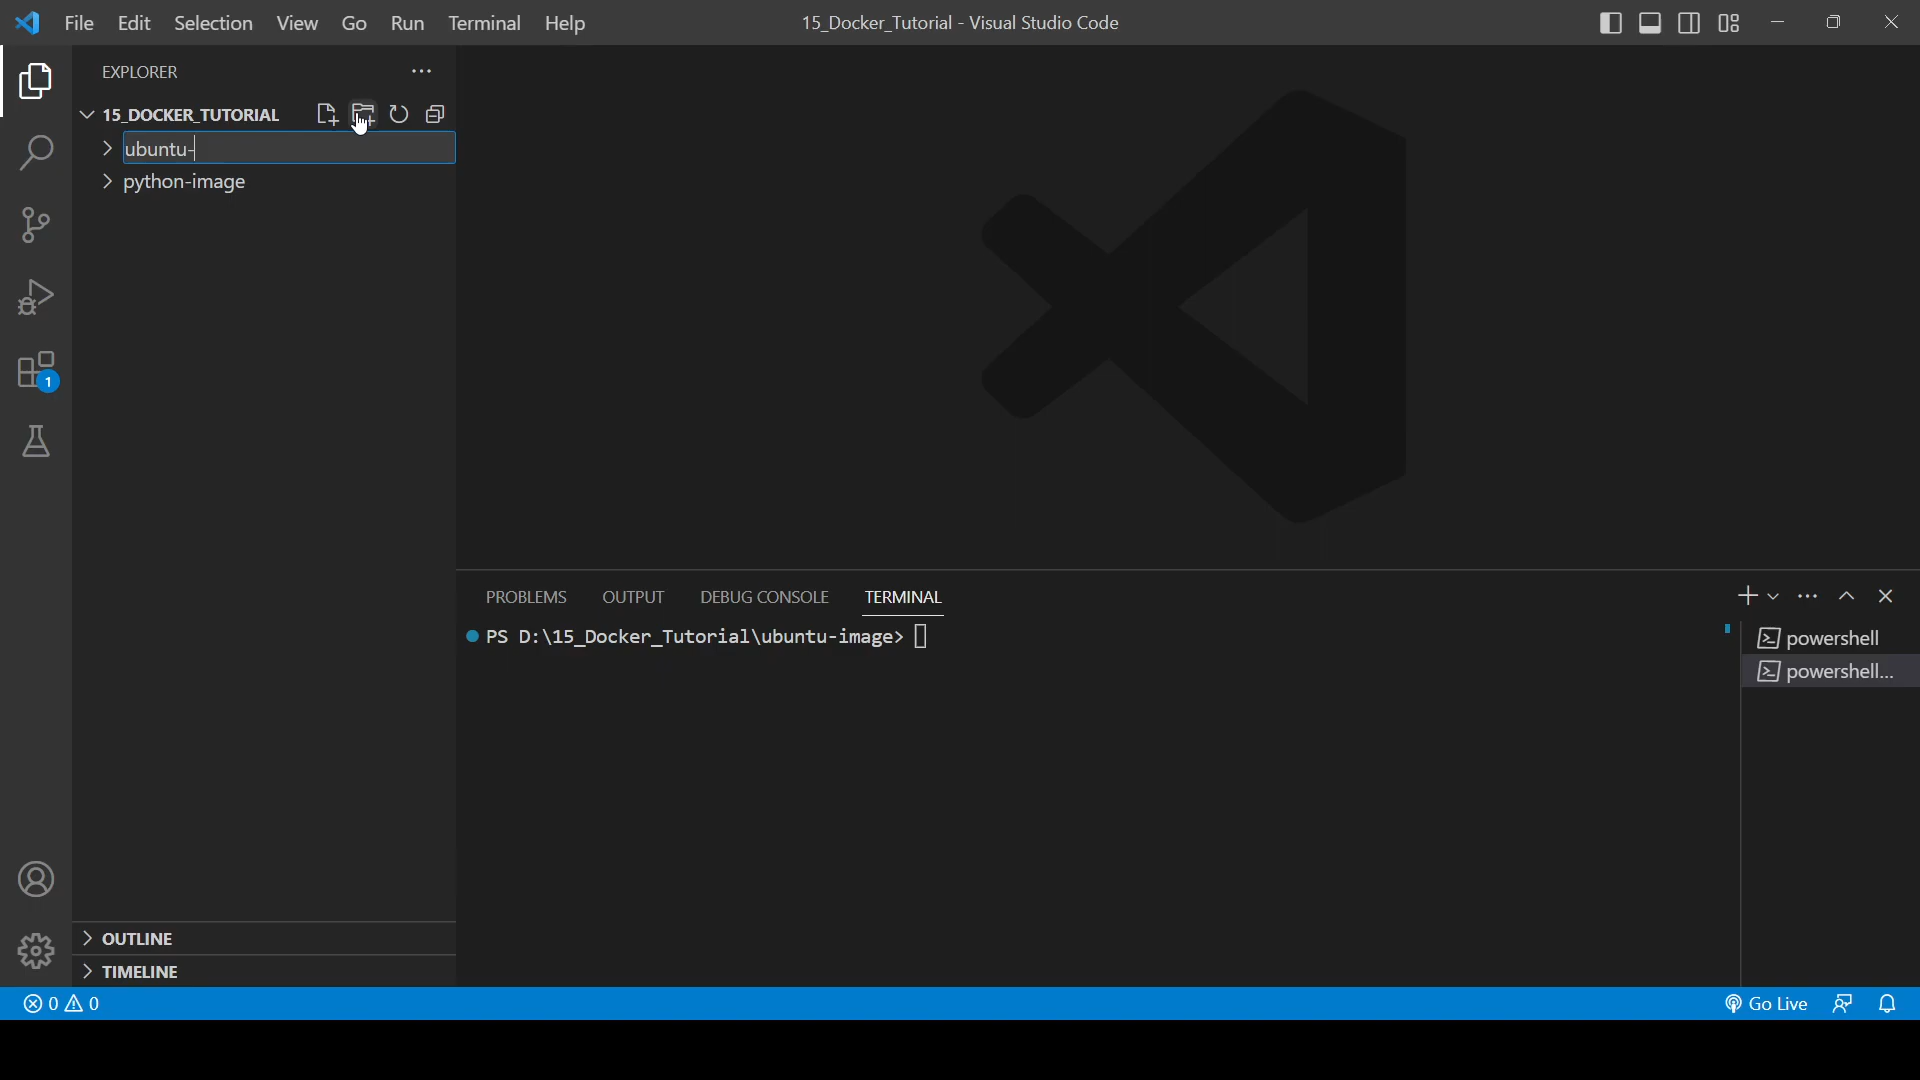 File Edit Selection View Go Run Terminal Help
15_Docker_Tutorial - Visual Studio Code
EXPLORER
15_DOCKER_TUTORIAL
ubuntu-
python-image
1
PROBLEMS OUTPUT DEBUG CONSOLE TERMINAL
PS D:\15_Docker_Tutorial\ubuntu-image>
powershell
powershell...
OUTLINE
TIMELINE
0 0
Go Live